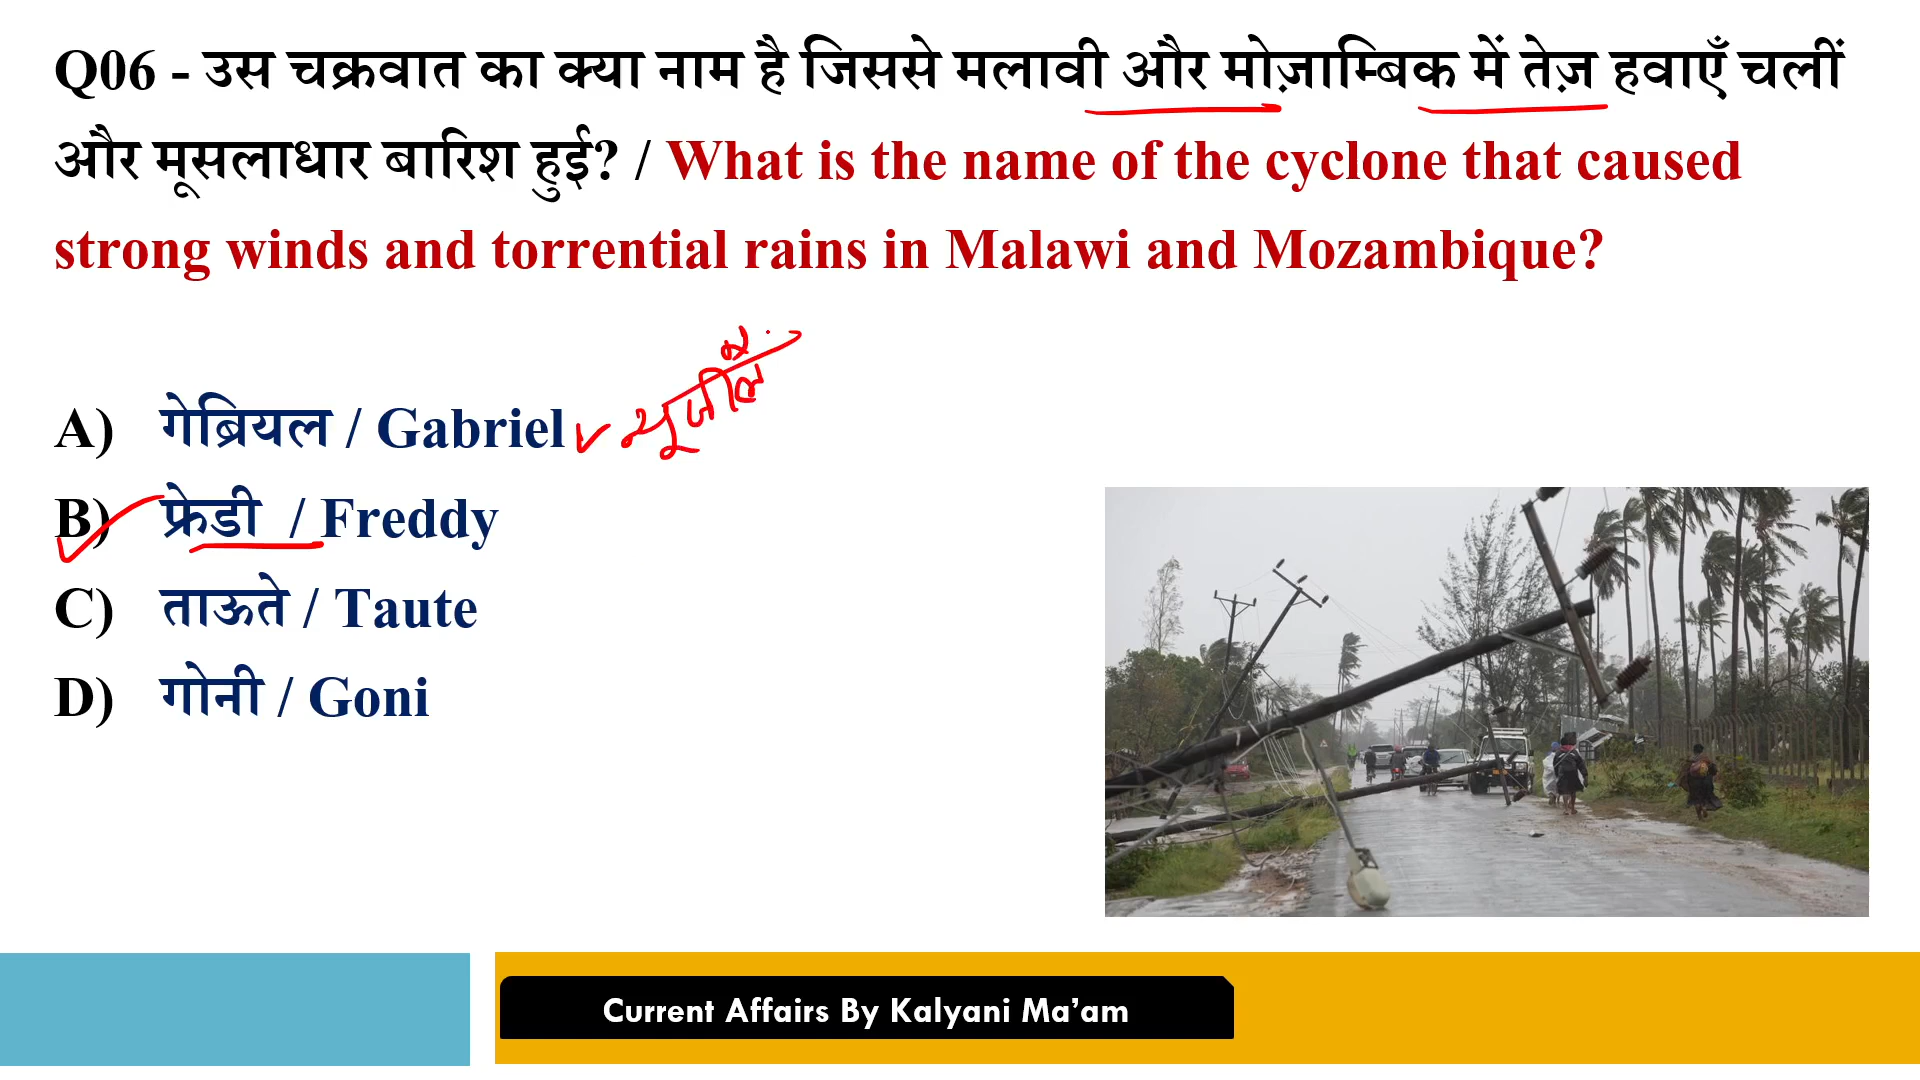 Q06 - उस चक्रवात का क्या नाम है जिससे मलावी और मोज़ाम्बिक में तेज़ हवाएँ चलीं
और मूसलाधार बारिश हुई? / What is the name of the cyclone that caused
strong winds and torrential rains in Malawi and Mozambique?
A) गेब्रियल / Gabriel
B) फ्रेडी / Freddy
C) ताऊते / Taute
D) गोनी / Goni
Current Affairs By Kalyani Ma’am